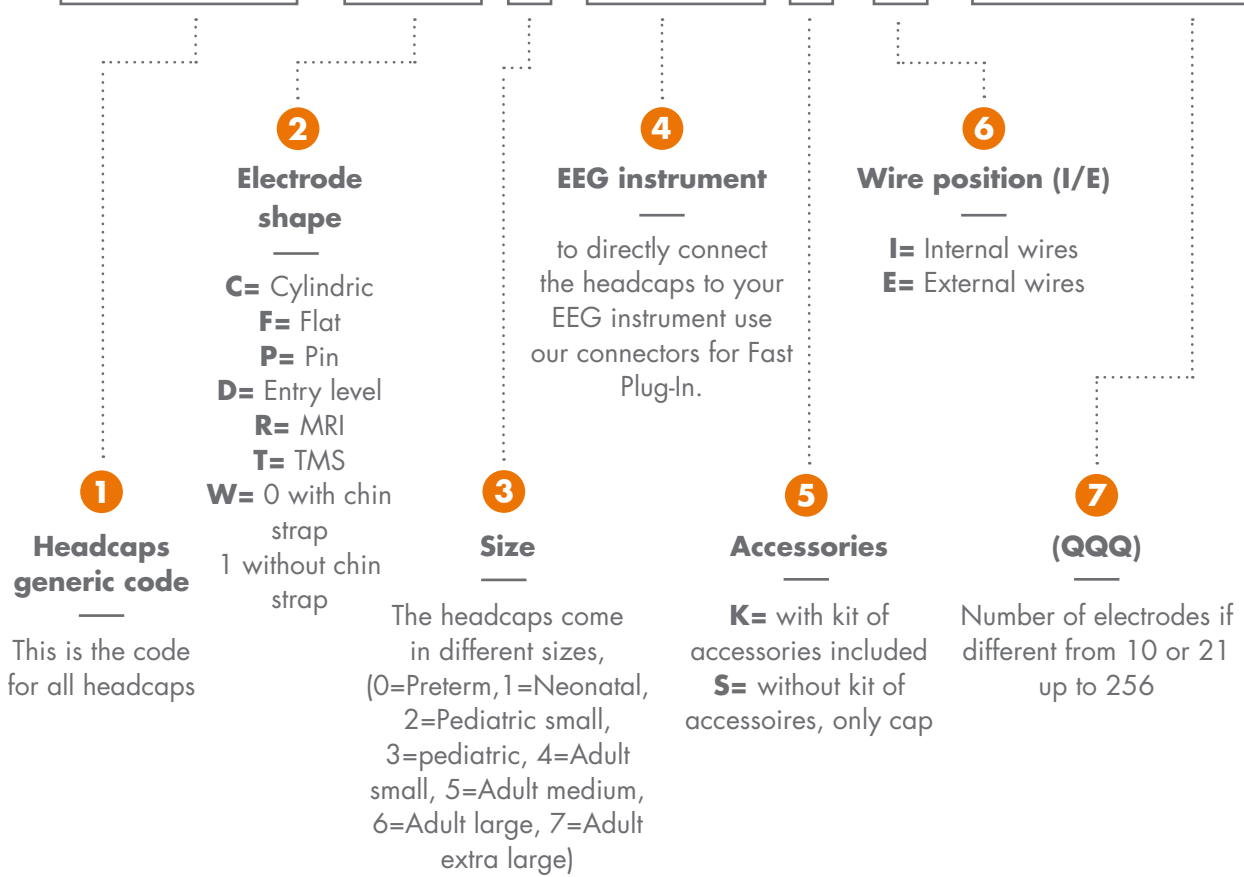 2
Electrode
shape
C= Cylindric
F= Flat
P= Pin
D= Entry level
R= MRI
T= TMS
W= 0 with chin
strap
1 without chin
strap
4
EEG instrument
to directly connect
the headcaps to your
EEG instrument use
our connectors for Fast
Plug-In.
6
Wire position (I/E)
I= Internal wires
E= External wires
1
Headcaps
generic code
This is the code
for all headcaps
3
Size
The headcaps come
in different sizes,
(0=Preterm,1=Neonatal,
2=Pediatric small,
3=pediatric, 4=Adult
small, 5=Adult medium,
6=Adult large, 7=Adult
extra large)
5
Accessories
K= with kit of
accessories included
S= without kit of
accessoires, only cap
7
(QQQ)
Number of electrodes if
different from 10 or 21
up to 256